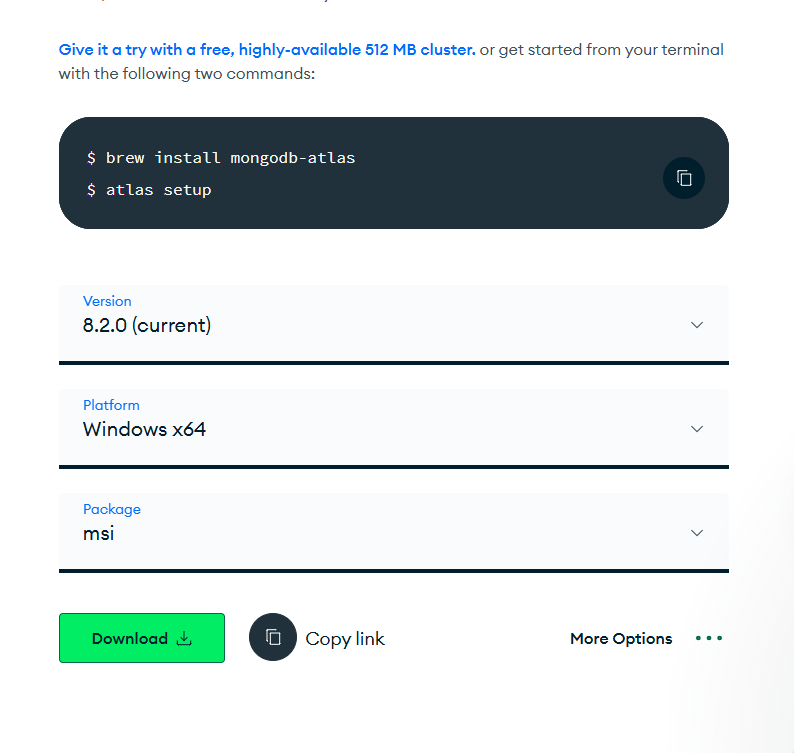 Give it a try with a free, highly-available 512 MB cluster. or get started from your terminal
with the following two commands:
$ brew install mongodb-atlas
$ atlas setup
Version
8.2.0 (current)
Platform
Windows x64
Package
msi
Download
Copy link
More Options